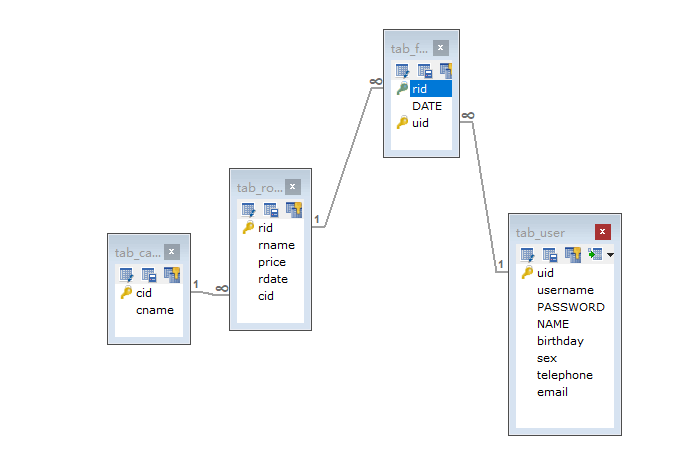 tab_f...
rid
DATE
uid
∞
∞
tab_ro...
rid
rname
price
rdate
cid
1
tab_ca...
cid
cname
1
∞
tab_user
uid
username
PASSWORD
NAME
birthday
sex
telephone
email
1